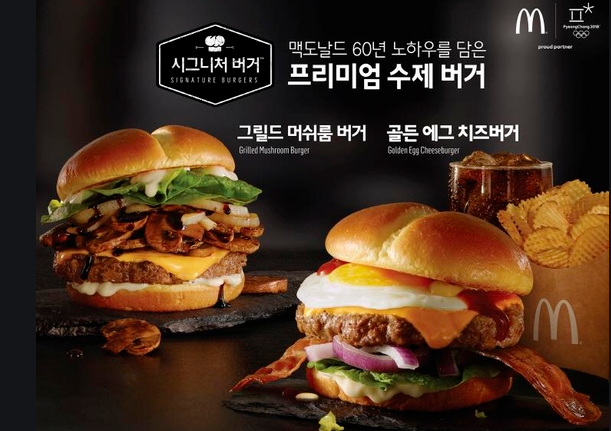 시그니처 버거™
SIGNATURE BURGERS
맥도날드 60년 노하우를 담은
프리미엄 수제 버거
PyeongChang 2018
proud partner
그릴드 머쉬룸 버거
Grilled Mushroom Burger
골든 에그 치즈버거
Golden Egg Cheeseburger